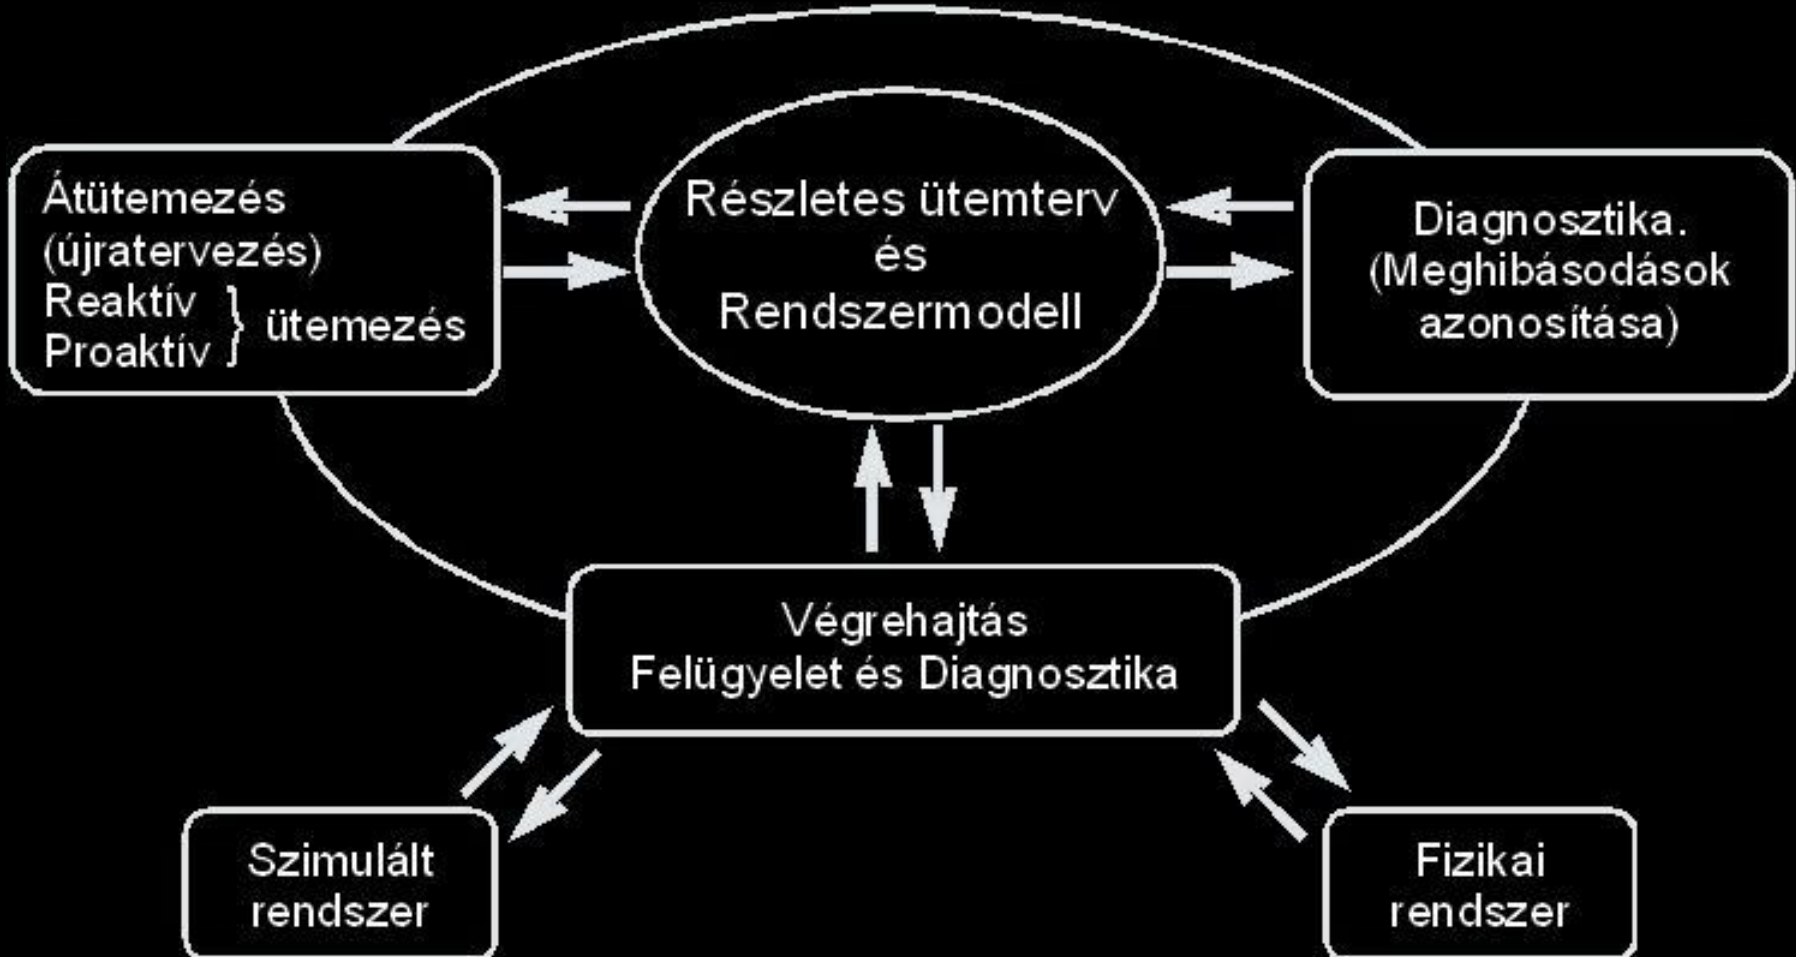 Átütemezés
(újratervezés)
Reaktív
Proaktív
} ütemezés
Részletes ütemterv
és
Rendszermodell
Diagnosztika.
(Meghibásodások
azonosítása)
Végrehajtás
Felügyelet és Diagnosztika
Szimulált
rendszer
Fizikai
rendszer